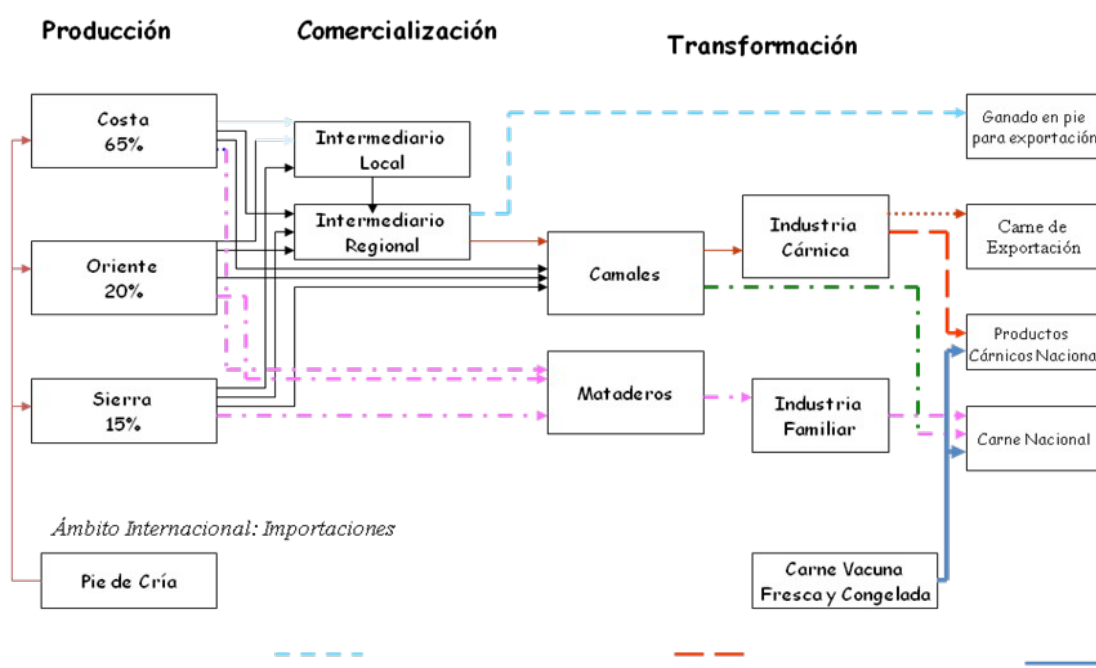 Producción
Comercialización
Transformación
Costa
65%
Intermediario
Local
Ganado en pie
para exportación
Intermediario
Regional
Industria
Cárnica
Carne de
Exportación
Oriente
20%
Camales
Productos
Cárnicos Naciona
Sierra
15%
Mataderos
Industria
Familiar
Carne Nacional
Ámbito Internacional: Importaciones
Pie de Cría
Carne Vacuna
Fresca y Congelada